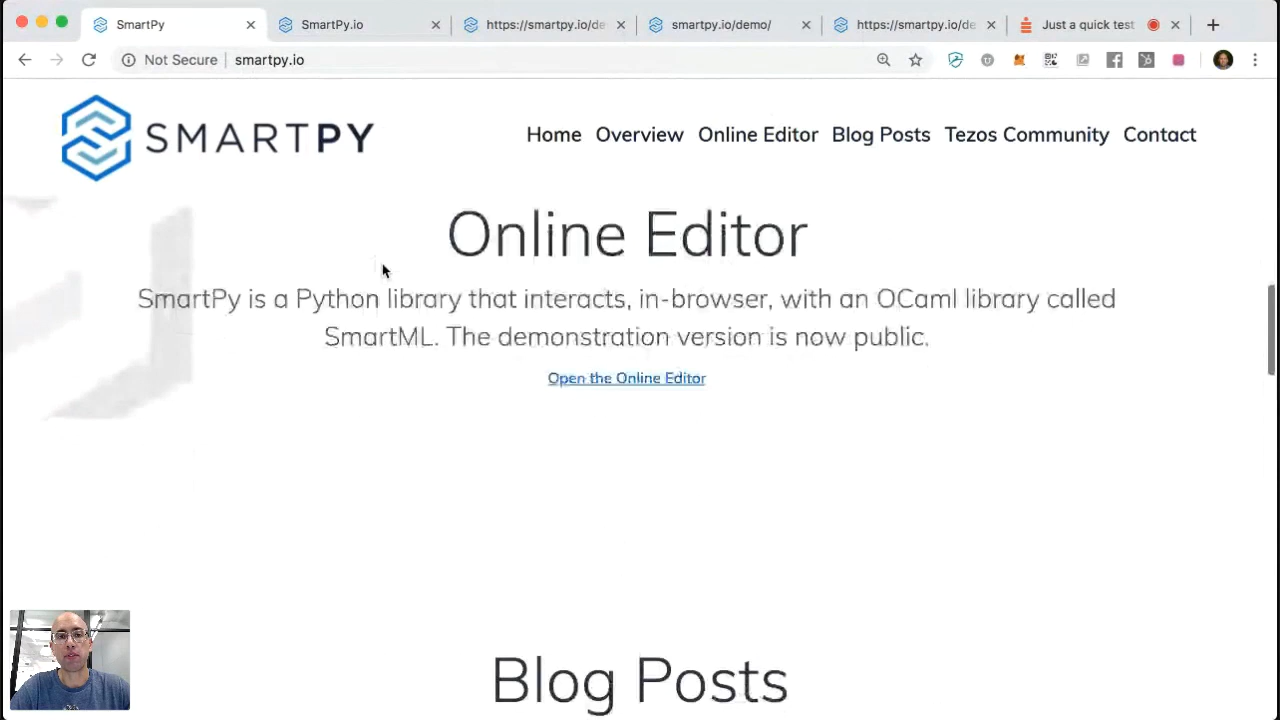 SmartPy
SmartPy.io
https://smartpy.io/de
smartpy.io/demo/
https://smartpy.io/de
Just a quick test
Not Secure
smartpy.io
SMARTPY
Home
Overview
Online Editor
Blog Posts
Tezos Community
Contact
Online Editor
SmartPy is a Python library that interacts, in-browser, with an OCaml library called
SmartML. The demonstration version is now public.
Open the Online Editor
Blog Posts